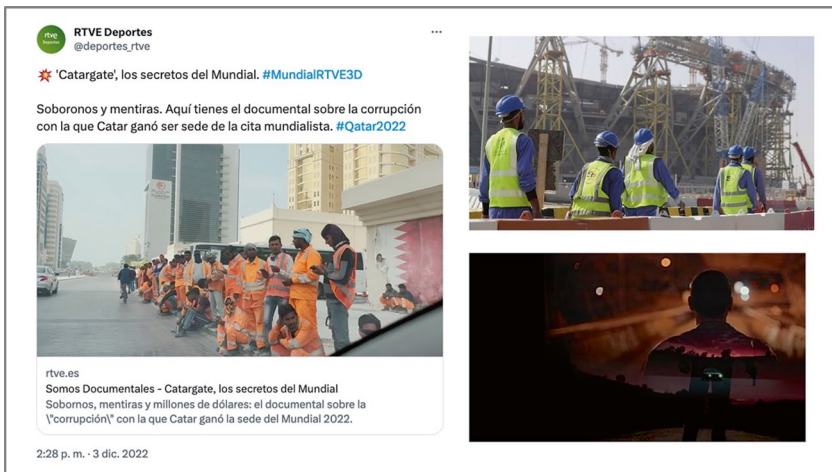 rtve
Deportes
RTVE Deportes
@deportes_rtve
💥 'Catargate', los secretos del Mundial. #MundialRTVE3D
Soboronos y mentiras. Aquí tienes el documental sobre la corrupción
con la que Catar ganó ser sede de la cita mundialista. #Qatar2022
rtve.es
Somos Documentales - Catargate, los secretos del Mundial
Sobornos, mentiras y millones de dólares: el documental sobre la
\"corrupción\" con la que Catar ganó la sede del Mundial 2022.
2:28 p. m. · 3 dic. 2022